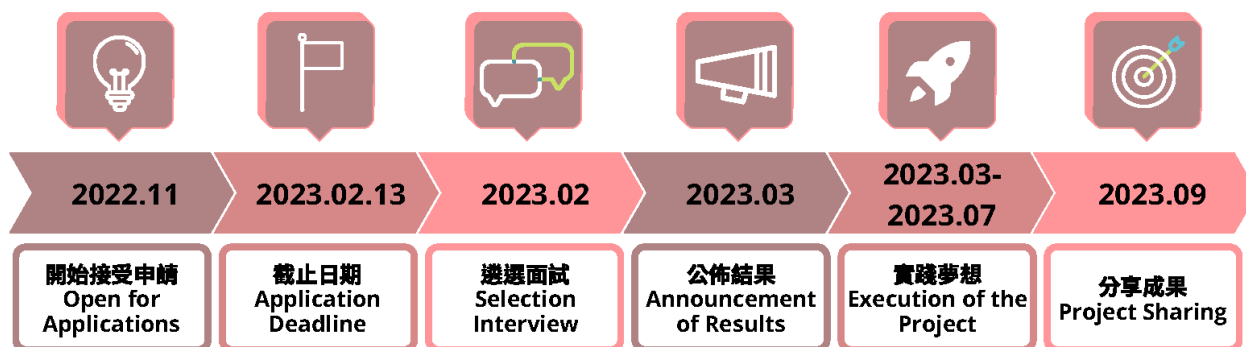 2022.11
2023.02.13
2023.02
2023.03
2023.03-
2023.07
2023.09
開始接受申請
Open for
Applications
截止日期
Application
Deadline
遴選面試
Selection
Interview
公佈結果
Announcement
of Results
實踐夢想
Execution of the
Project
分享成果
Project Sharing